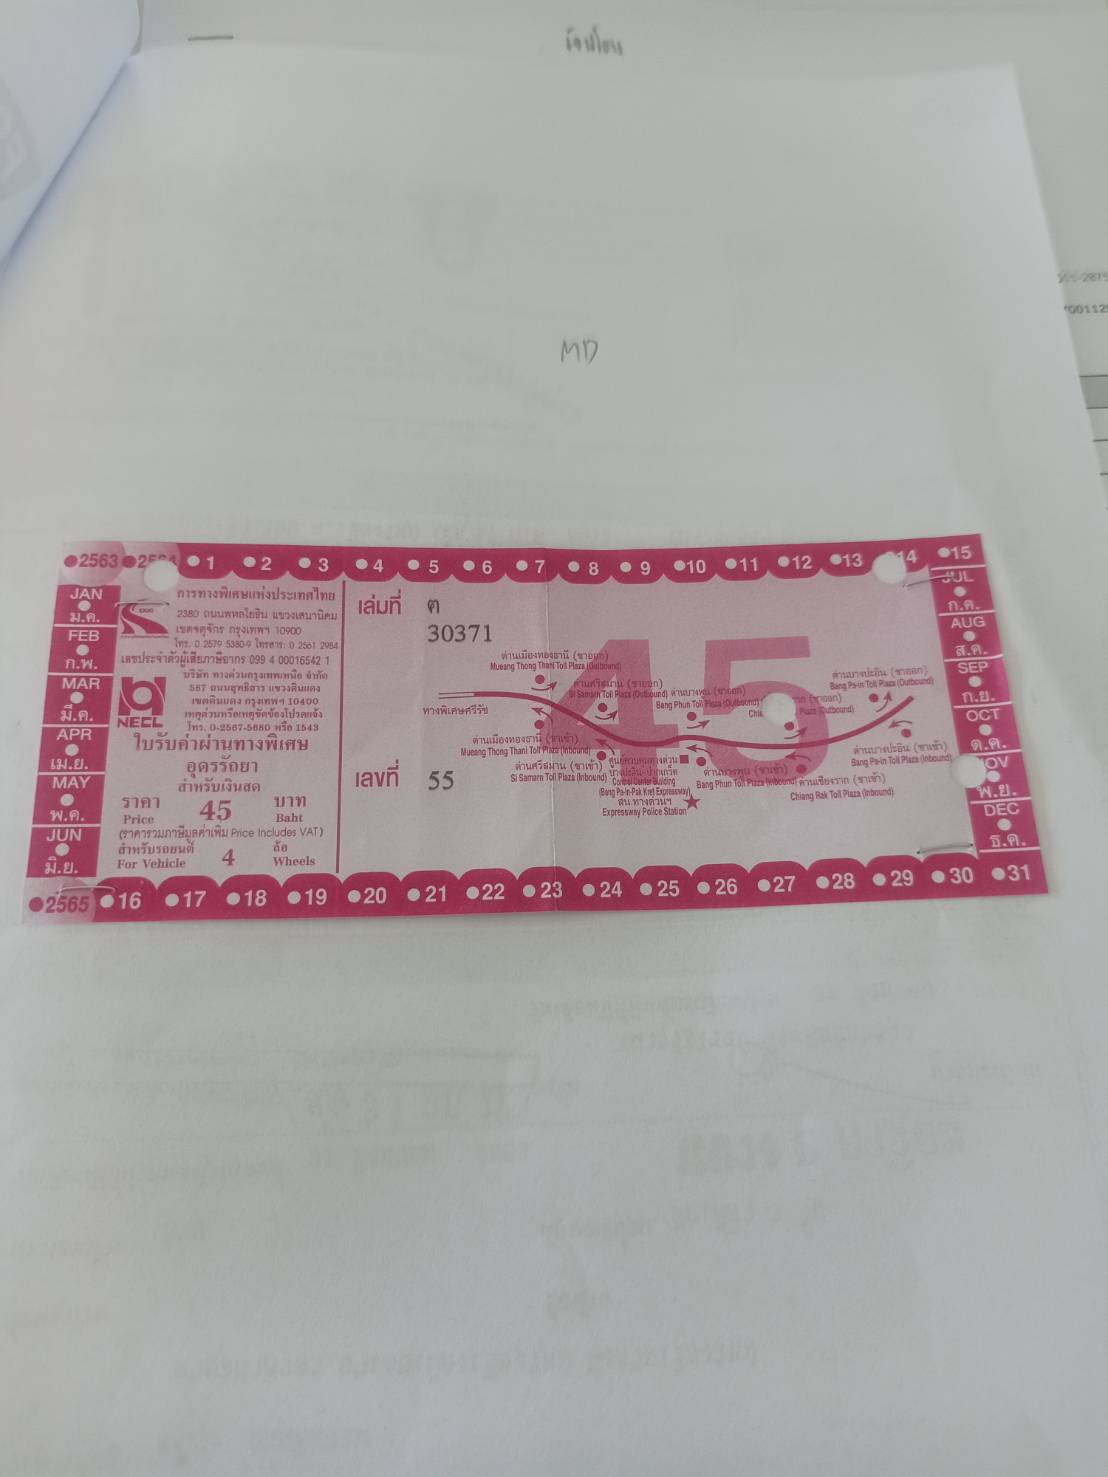 MD
2563 1 2 3 4 5 6 7 8 9 10 11 12 13 14 15
JAN
ม.ค.
FEB
ก.พ.
MAR
มี.ค.
APR
เม.ย.
MAY
พ.ค.
JUN
มิ.ย.
การทางพิเศษแห่งประเทศไทย
2380 ถนนพหลโยธิน แขวงเสนานิคม
เขตจตุจักร กรุงเทพฯ 10900
โทร. 0 2579 5380-9 โทรสาร: 0 2561 2984
เลขประจำตัวผู้เสียภาษีอากร 099 4 00016542 1
บริษัท ทางด่วนกรุงเทพเหนือ จำกัด
587 ถนนสุทธิสาร แขวงดินแดง
เขตดินแดง กรุงเทพฯ 10400
เหตุด่วนหรือเหตุขัดข้องโปรดแจ้ง
โทร. 0-2567-5680 หรือ 1543
NECL
ใบรับค่าผ่านทางพิเศษ
อุดรรัถยา
สำหรับเงินสด
ราคา 45 บาท
Price Baht
(ราคารวมภาษีมูลค่าเพิ่ม Price Includes VAT)
สำหรับรถยนต์ 4 ล้อ
For Vehicle Wheels
เล่มที่ ต
30371
เลขที่ 55
45
ด่านเมืองทองธานี (ขาออก)
Mueang Thong Thani Toll Plaza (Outbound)
ด่านศรีสมาน (ขาออก)
Si Samarn Toll Plaza (Outbound)
ด่านบางพูน (ขาออก)
Bang Phun Toll Plaza (Outbound)
Toll Plaza (Outbound)
ด่านบางปะอิน (ขาออก)
Bang Pa-in Toll Plaza (Outbound)
ทางพิเศษศรีรัช
ด่านเมืองทองธานี (ขาเข้า)
Mueang Thong Thani Toll Plaza (Inbound)
ด่านศรีสมาน (ขาเข้า)
Si Samarn Toll Plaza (Inbound)
ศูนย์ควบคุมทางด่วน
บางปะอิน-ปากเกร็ด
Control Center Building
(Bang Pa-in-Pak Kret Expressway)
สน.ทางด่วนฯ
Expressway Police Station
ด่านบางพูน (ขาเข้า)
Bang Phun Toll Plaza (Inbound)
ด่านเชียงราก (ขาเข้า)
Chiang Rak Toll Plaza (Inbound)
ด่านบางปะอิน (ขาเข้า)
Bang Pa-in Toll Plaza (Inbound)
JUL
ก.ค.
AUG
ส.ค.
SEP
ก.ย.
OCT
ต.ค.
พ.ย.
DEC
ธ.ค.
2565 16 17 18 19 20 21 22 23 24 25 26 27 28 29 30 31